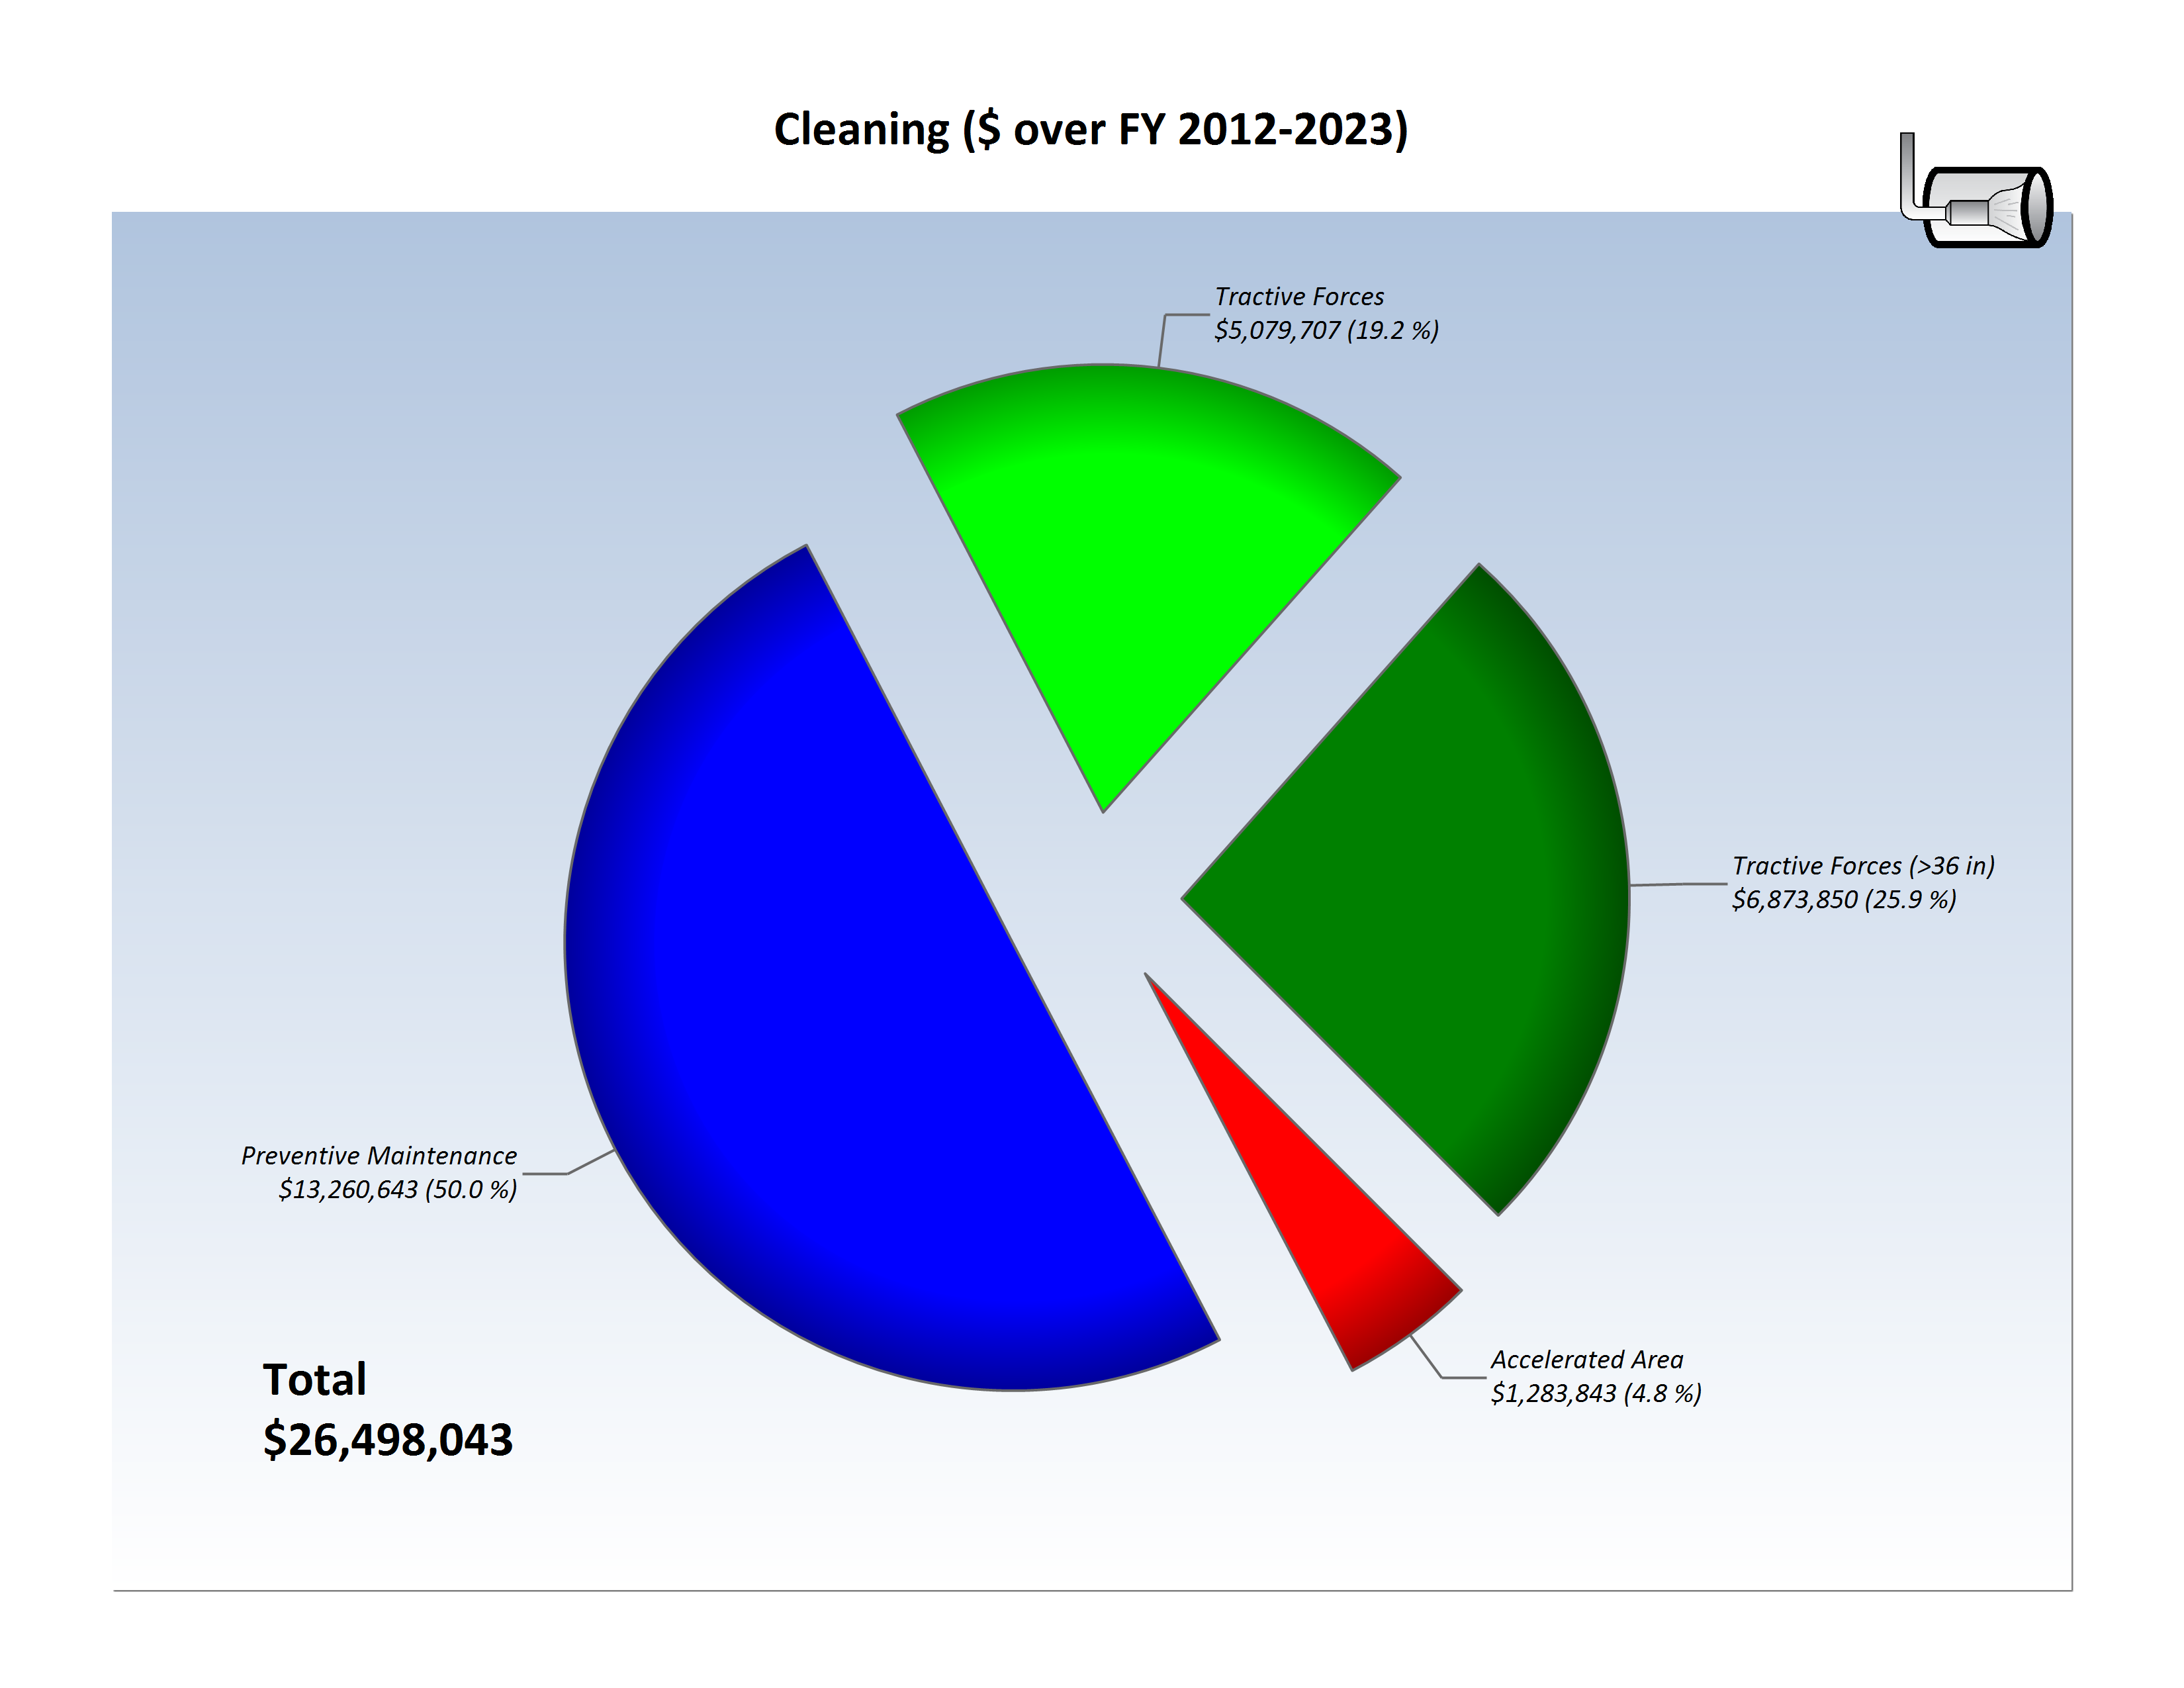 Cleaning ($ over FY 2012-2023)
Tractive Forces
$5,079,707 (19.2 %)
Tractive Forces (>36 in)
$6,873,850 (25.9 %)
Preventive Maintenance
$13,260,643 (50.0 %)
Accelerated Area
$1,283,843 (4.8 %)
Total
$26,498,043